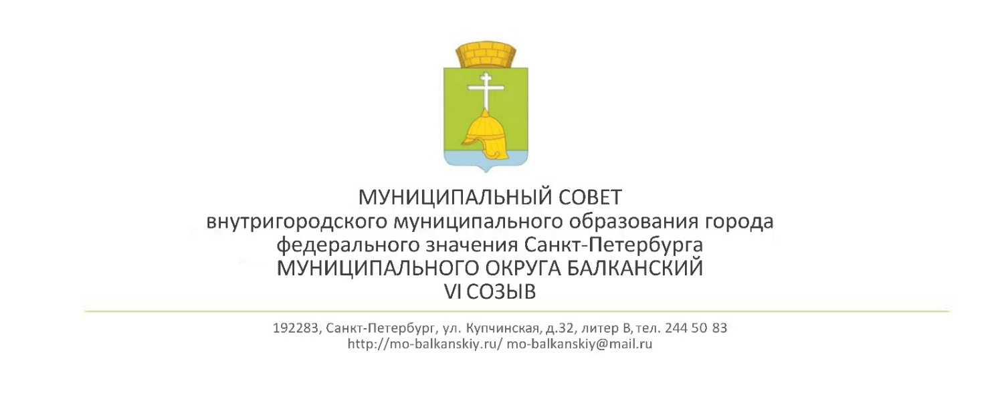 МУНИЦИПАЛЬНЫЙ СОВЕТ
внутригородского муниципального образования города
федерального значения Санкт-Петербурга
МУНИЦИПАЛЬНОГО ОКРУГА БАЛКАНСКИЙ
VI СОЗЫВ
192283, Санкт-Петербург, ул. Купчинская, д.32, литер В, тел. 244 50 83
http://mo-balkanskiy.ru/ mo-balkanskiy@mail.ru